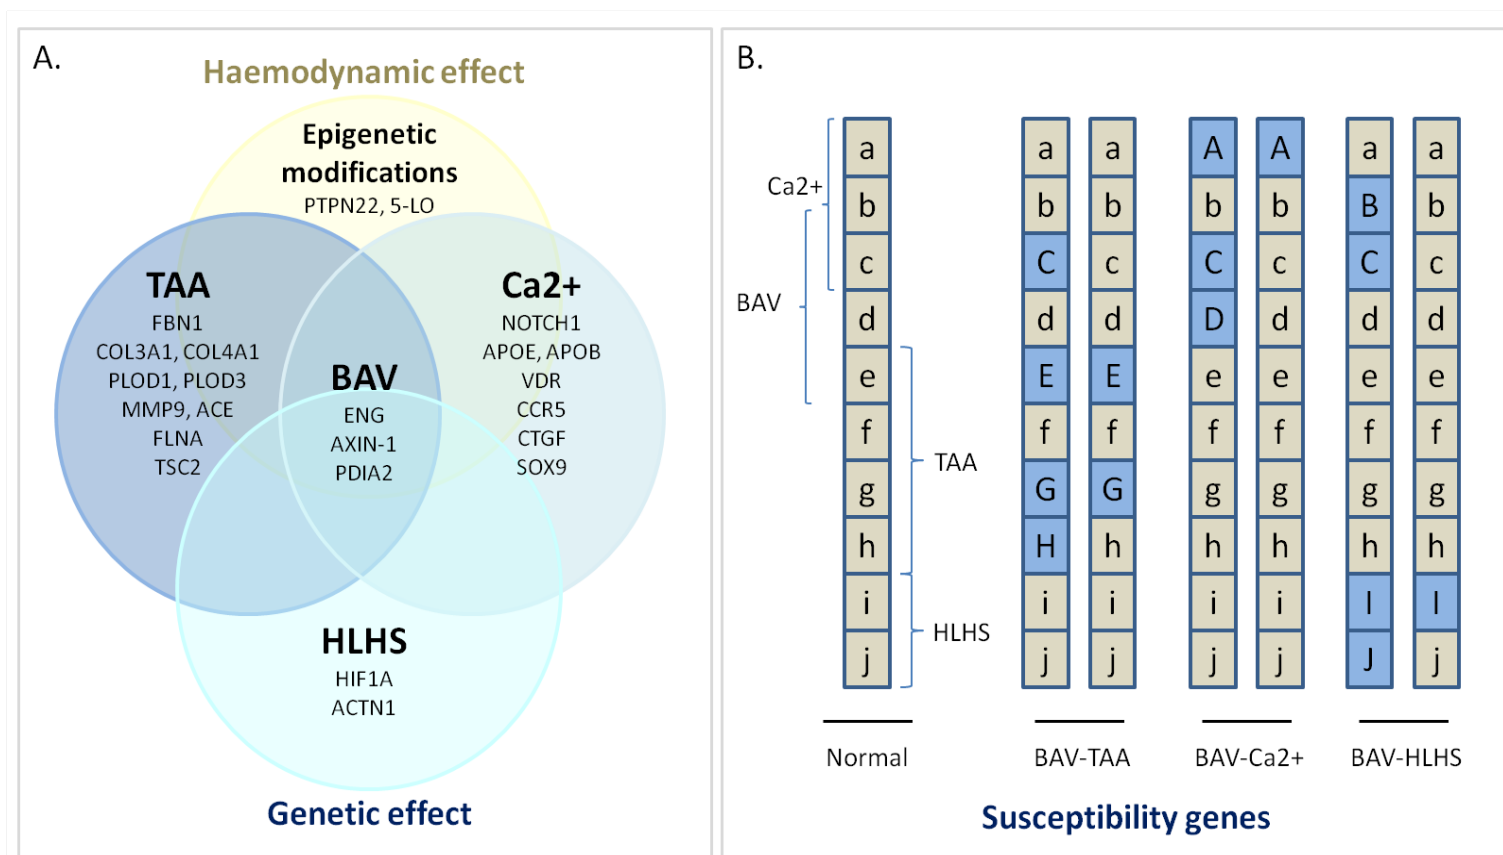 A.
Haemodynamic effect
Epigenetic
modifications
PTPN22, 5-LO
TAA
FBN1
COL3A1, COL4A1
PLOD1, PLOD3
MMP9, ACE
FLNA
TSC2
Ca2+
NOTCH1
APOE, APOB
VDR
CCR5
CTGF
SOX9
BAV
ENG
AXIN-1
PDIA2
HLHS
HIF1A
ACTN1
Genetic effect
B.
Ca2+
BAV
TAA
HLHS
a a a A A a a
b b b b b B b
c C c C c C c
d d d D d d d
e E E e e e e
f f f f f f f
g G G g g g g
h H h h h h h
i i i i i I I
j j j j j J j
Normal BAV-TAA BAV-Ca2+ BAV-HLHS
Susceptibility genes